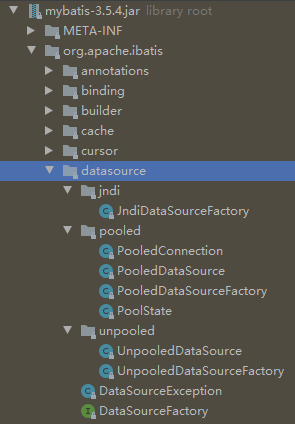 mybatis-3.5.4.jar library root
META-INF
org.apache.ibatis
annotations
binding
builder
cache
cursor
datasource
jndi
JndiDataSourceFactory
pooled
PooledConnection
PooledDataSource
PooledDataSourceFactory
PoolState
unpooled
UnpooledDataSource
UnpooledDataSourceFactory
DataSourceException
DataSourceFactory